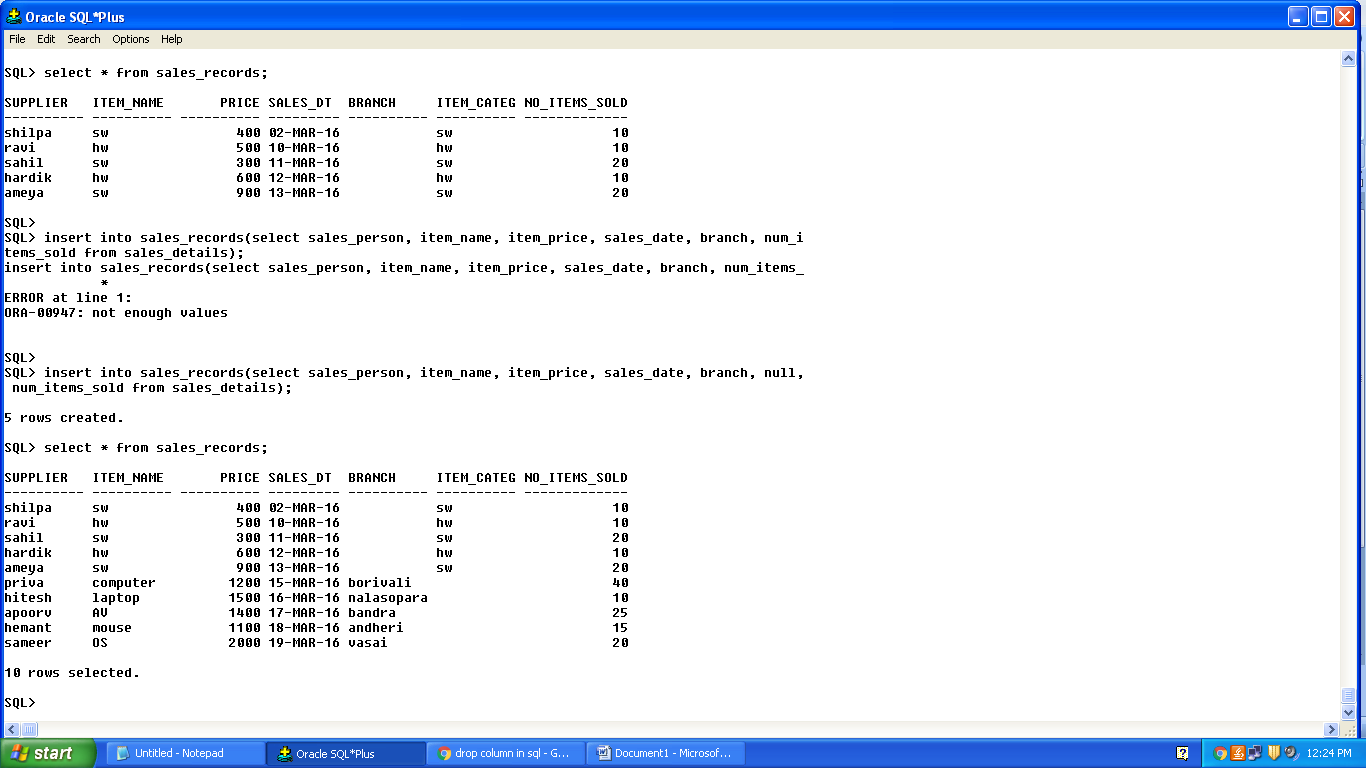 Oracle SQL*Plus
File Edit Search Options Help
SQL> select * from sales_records;
SUPPLIER   ITEM_NAME       PRICE SALES_DT  BRANCH     ITEM_CATEG NO_ITEMS_SOLD
---------- ---------- ---------- --------- ---------- ---------- -------------
shilpa     sw                400 02-MAR-16            sw                    10
ravi       hw                500 10-MAR-16            hw                    10
sahil      sw                300 11-MAR-16            sw                    20
hardik     hw                600 12-MAR-16            hw                    10
ameya      sw                900 13-MAR-16            sw                    20
SQL>
SQL> insert into sales_records(select sales_person, item_name, item_price, sales_date, branch, num_i
tems_sold from sales_details);
insert into sales_records(select sales_person, item_name, item_price, sales_date, branch, num_items_
            *
ERROR at line 1:
ORA-00947: not enough values
SQL>
SQL> insert into sales_records(select sales_person, item_name, item_price, sales_date, branch, null,
 num_items_sold from sales_details);
5 rows created.
SQL> select * from sales_records;
SUPPLIER   ITEM_NAME       PRICE SALES_DT  BRANCH     ITEM_CATEG NO_ITEMS_SOLD
---------- ---------- ---------- --------- ---------- ---------- -------------
shilpa     sw                400 02-MAR-16            sw                    10
ravi       hw                500 10-MAR-16            hw                    10
sahil      sw                300 11-MAR-16            sw                    20
hardik     hw                600 12-MAR-16            hw                    10
ameya      sw                900 13-MAR-16            sw                    20
priva      computer         1200 15-MAR-16 borivali                         40
hitesh     laptop           1500 16-MAR-16 nalasopara                       10
apoorv     AV               1400 17-MAR-16 bandra                           25
hemant     mouse            1100 18-MAR-16 andheri                          15
sameer     OS               2000 19-MAR-16 vasai                            20
10 rows selected.
SQL>
start Untitled - Notepad Oracle SQL*Plus drop column in sql - G... Document1 - Microsof... 12:24 PM